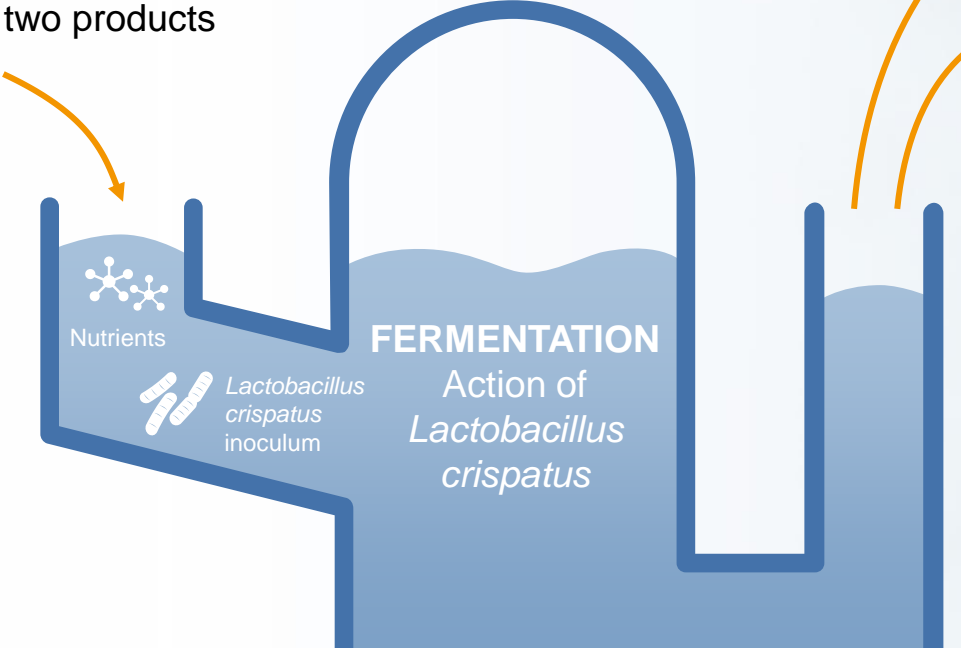 two products
Nutrients
Lactobacillus
crispatus
inoculum
FERMENTATION
Action of
Lactobacillus
crispatus